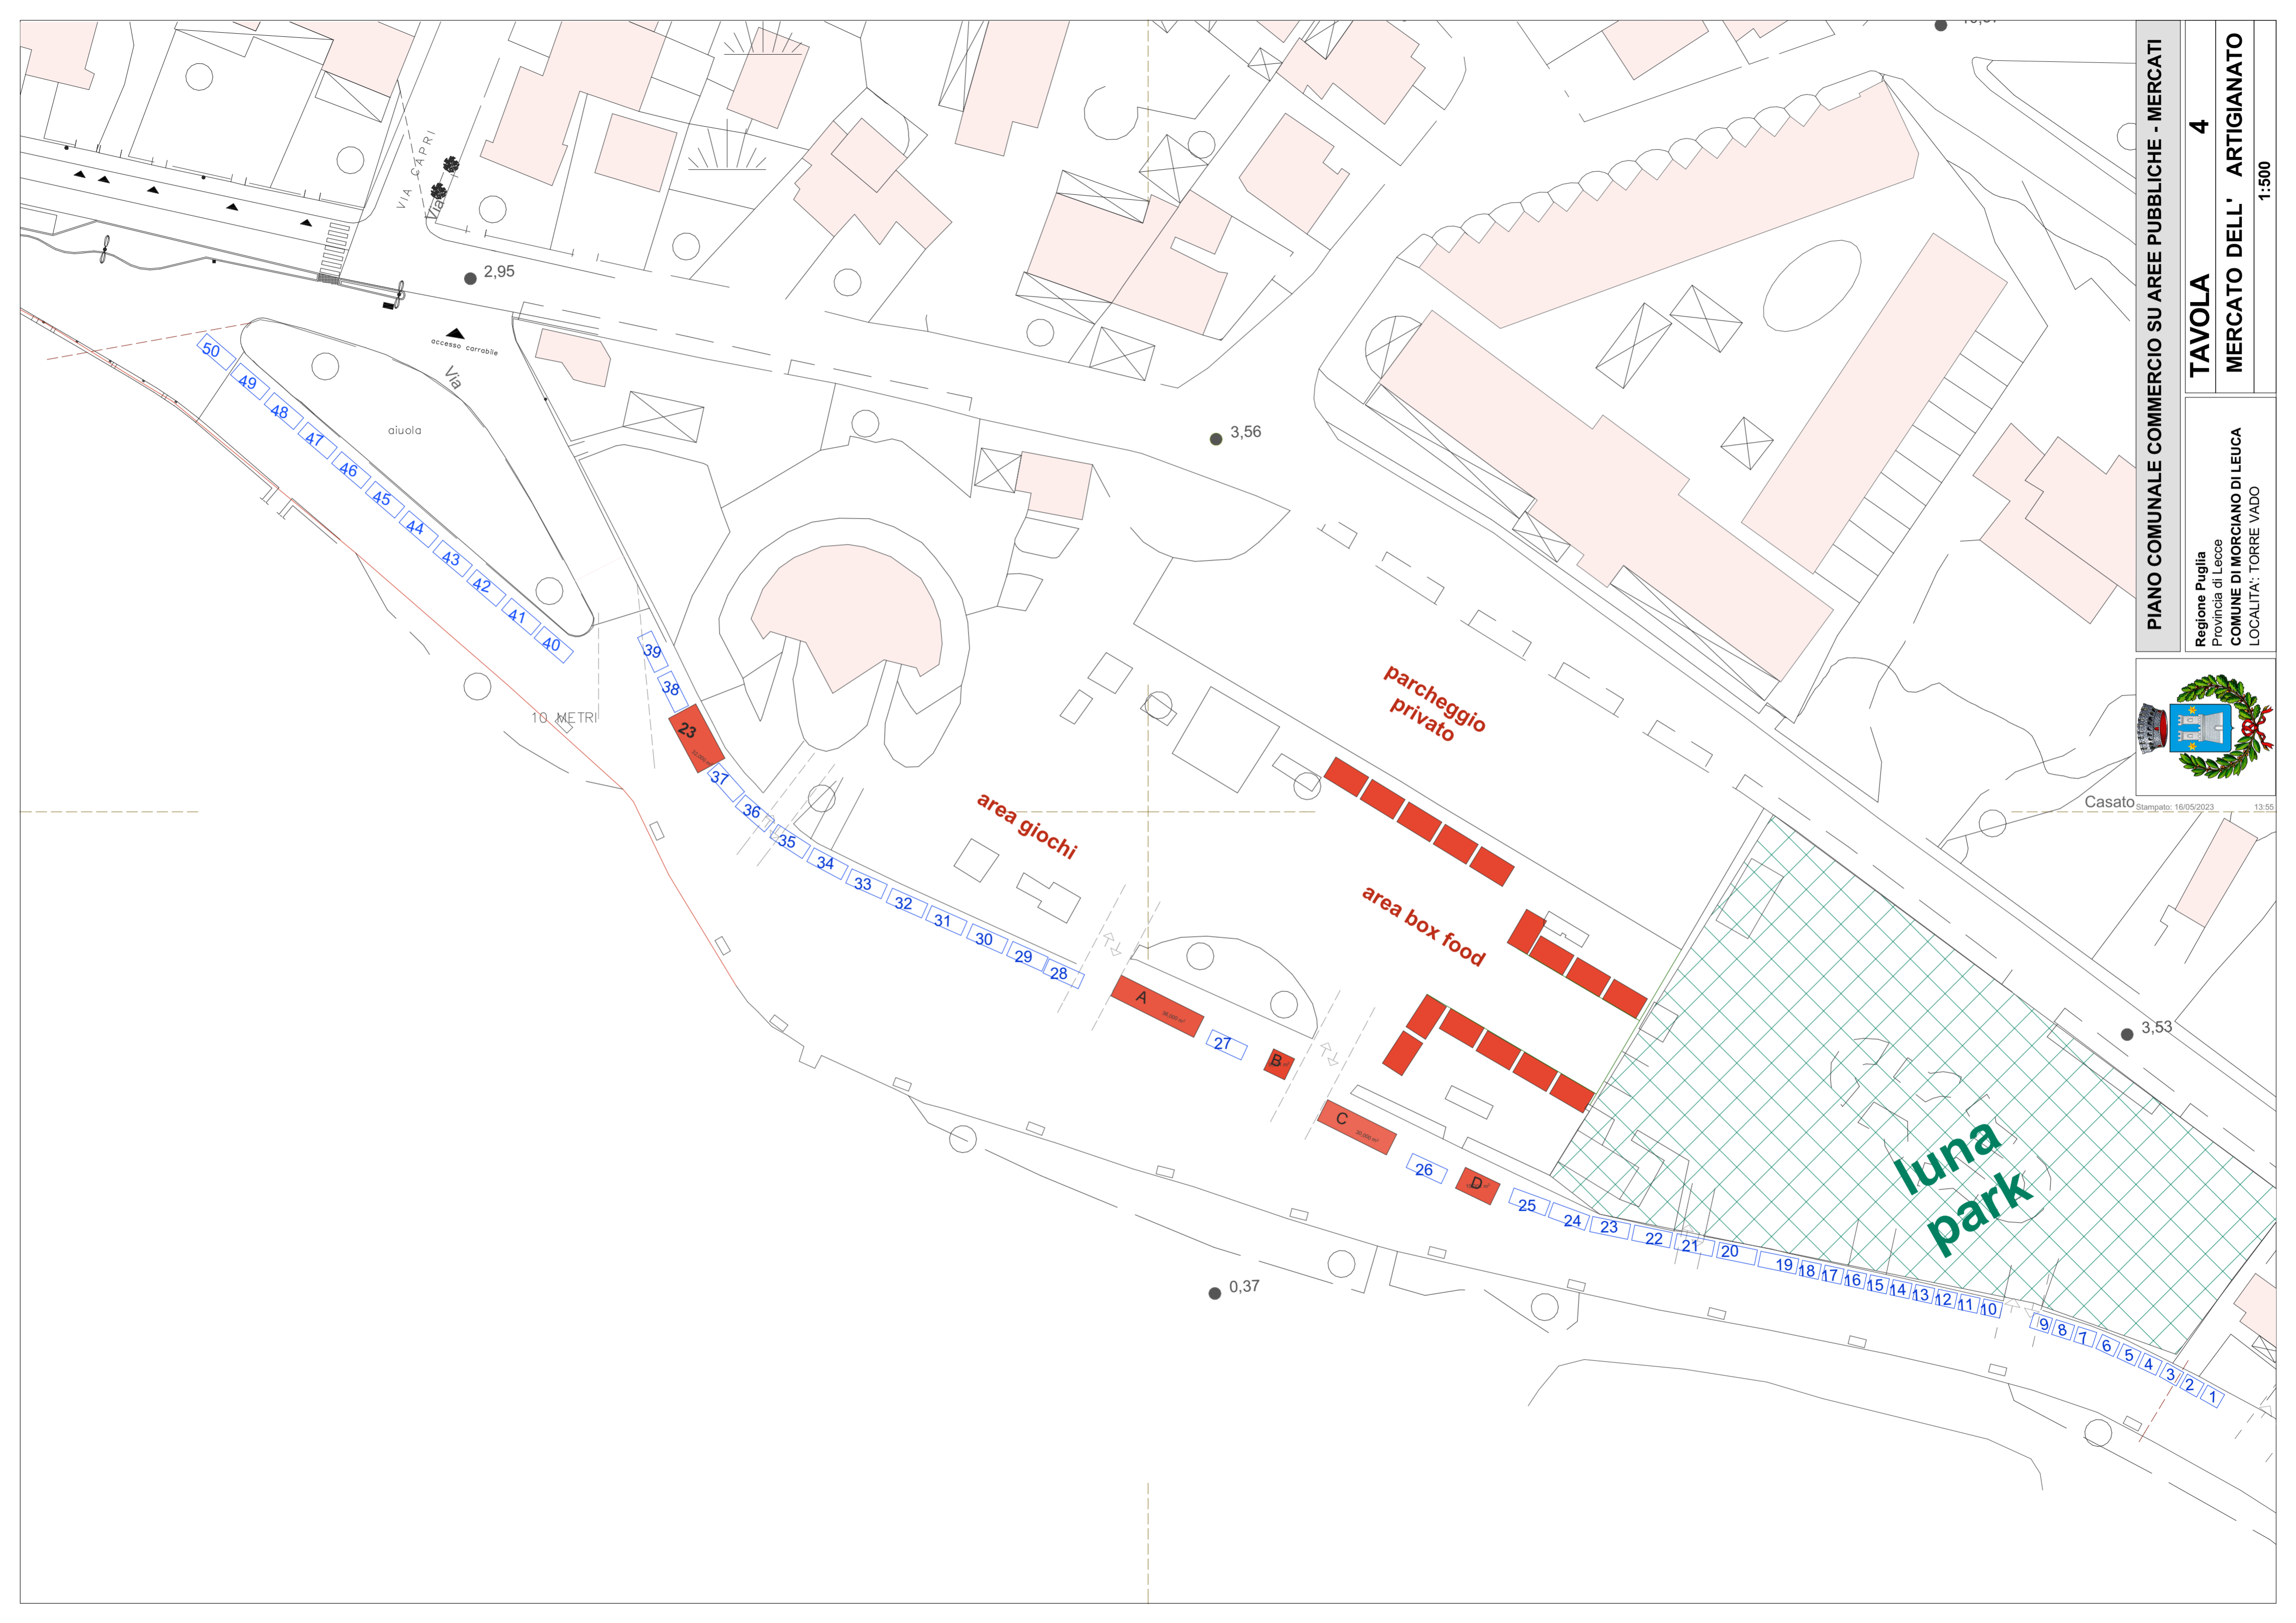 PIANO COMUNALE COMMERCIO SU AREE PUBBLICHE - MERCATI
TAVOLA 4
MERCATO DELL' ARTIGIANATO
1:500
Regione Puglia
Provincia di Lecce
COMUNE DI MORCIANO DI LEUCA
LOCALITA': TORRE VADO
Stampato: 16/05/2023 13:55
Casato
VIA CAPRI
Via
2,95
accesso carrabile
Via
aiuola
3,56
10 METRI
parcheggio
privato
area giochi
area box food
luna
park
3,53
0,37
50
49
48
47
46
45
44
43
42
41
40
39
38
23
37
36
35
34
33
32
31
30
29
28
A
27
B
C
26
D
25
24
23
22
21
20
19
18
17
16
15
14
13
12
11
10
9
8
7
6
5
4
3
2
1